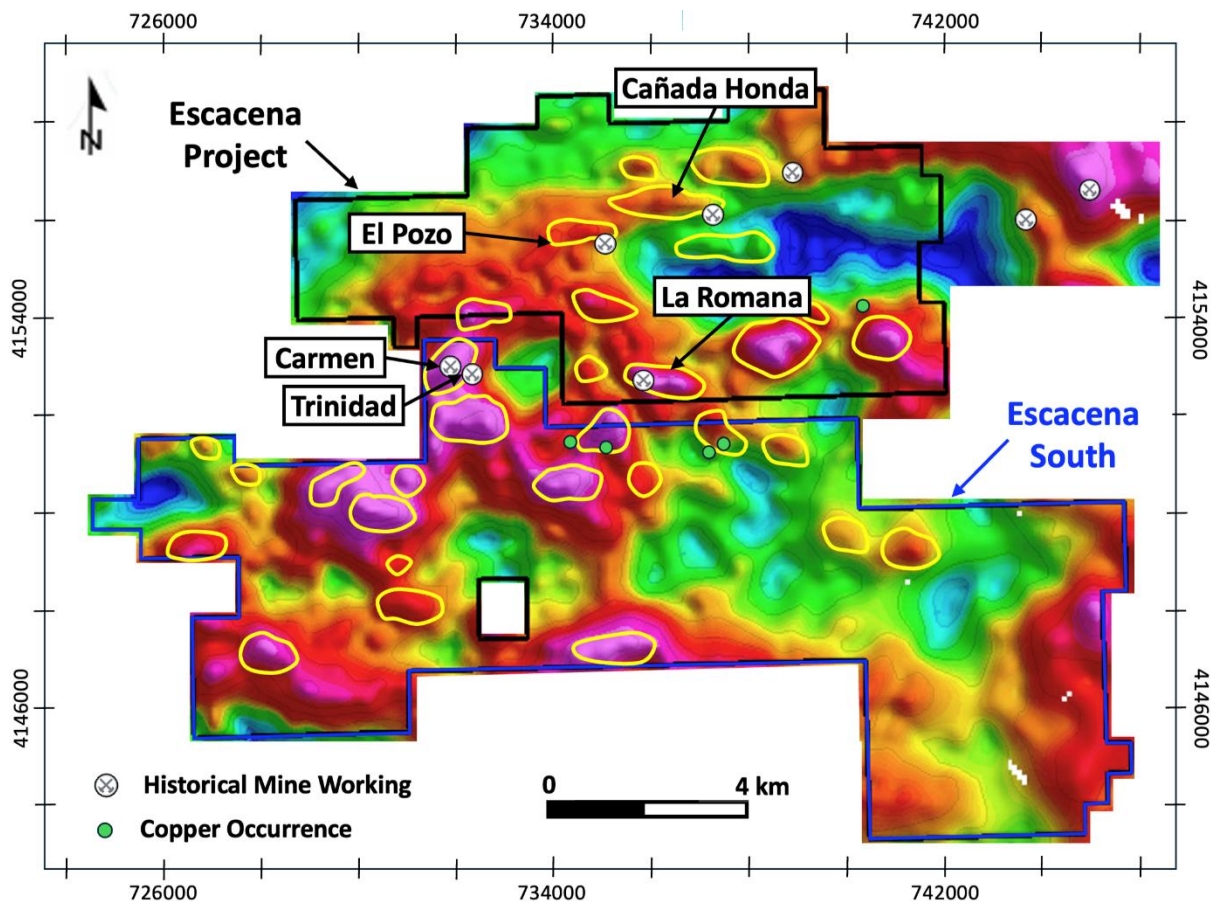 726000
734000
742000
N
Escacena
Project
Cañada Honda
El Pozo
La Romana
4154000
4154000
Carmen
Trinidad
Escacena
South
4146000
4146000
Historical Mine Working
0
4 km
Copper Occurrence
726000
734000
742000